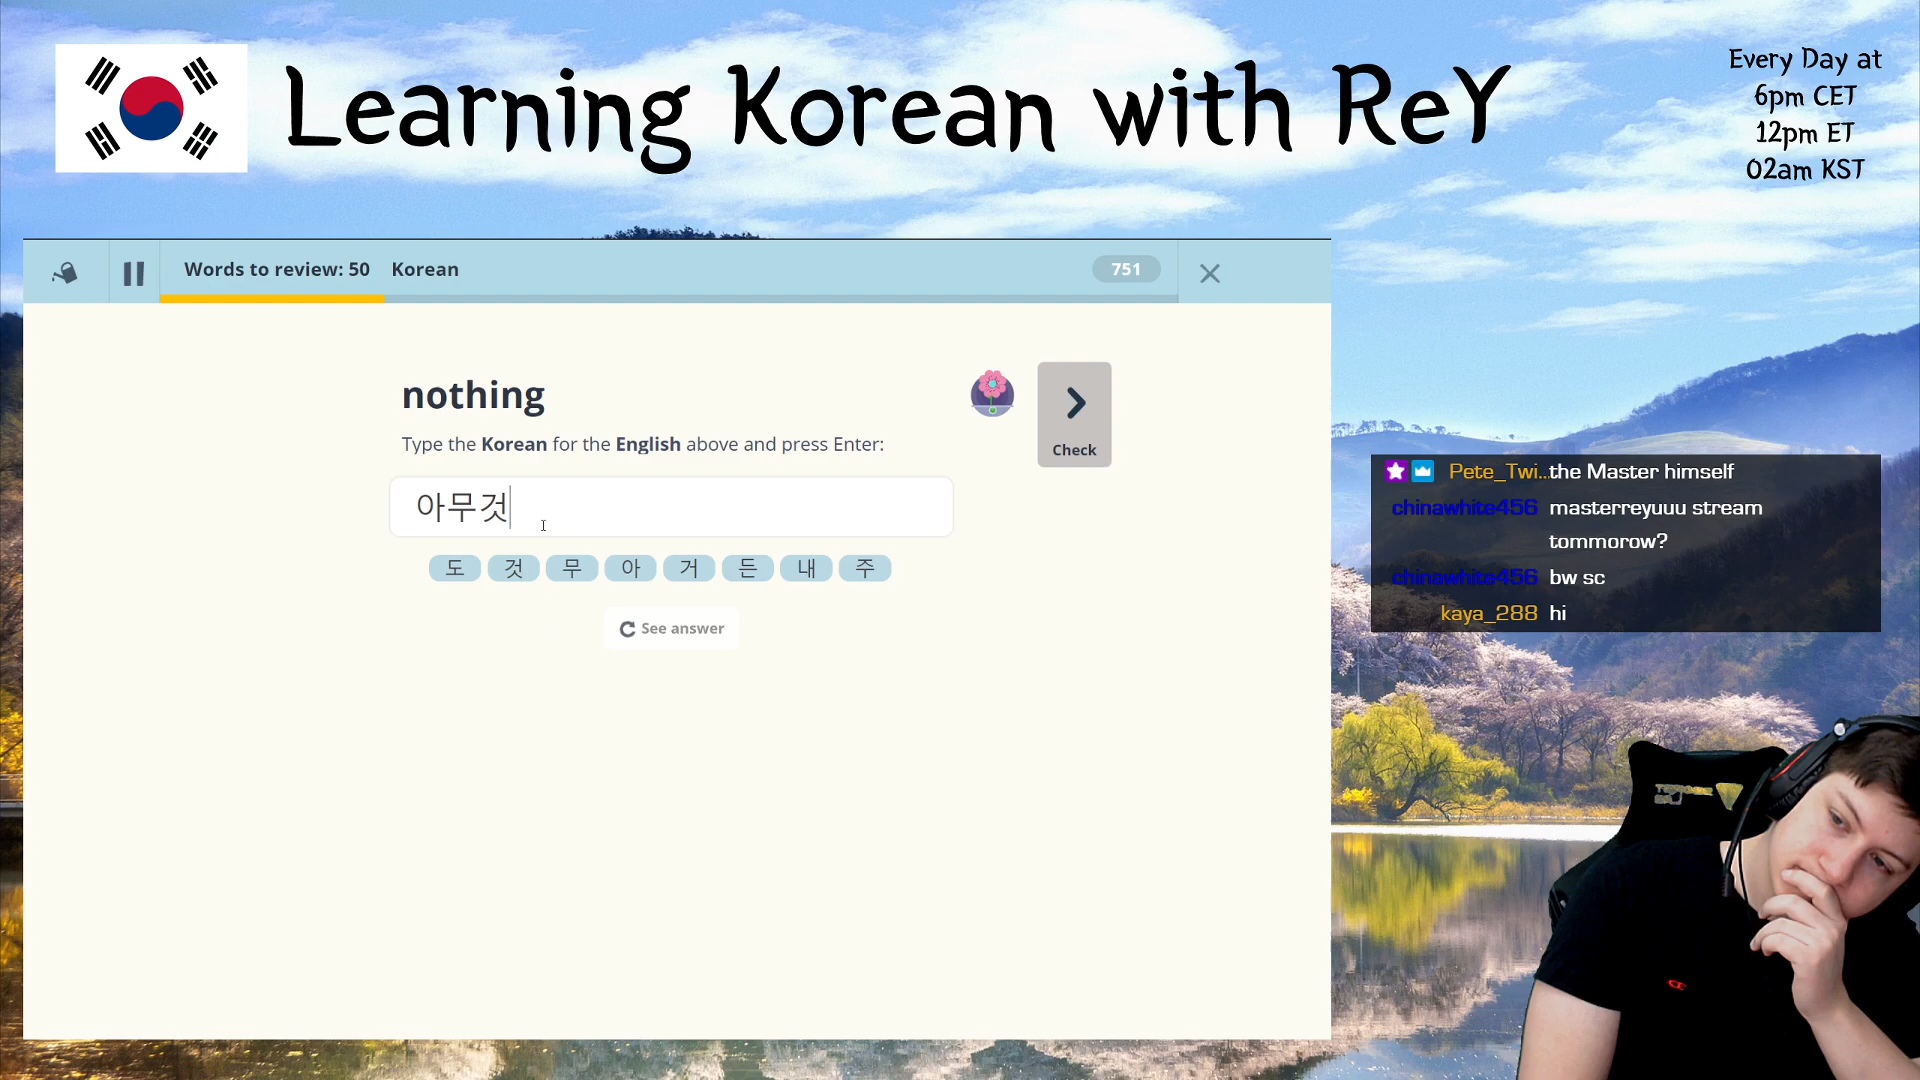 Learning Korean with ReY
Every Day at
6pm CET
12pm ET
02am KST
Words to review: 50 Korean
751
nothing
Type the Korean for the English above and press Enter:
아무것
Check
도 것 무 아 거 든 내 주
See answer
Pete_Twi... the Master himself
chinawhite456 masterreyuuu stream
tommorow?
chinawhite456 bw sc
kaya_288 hi